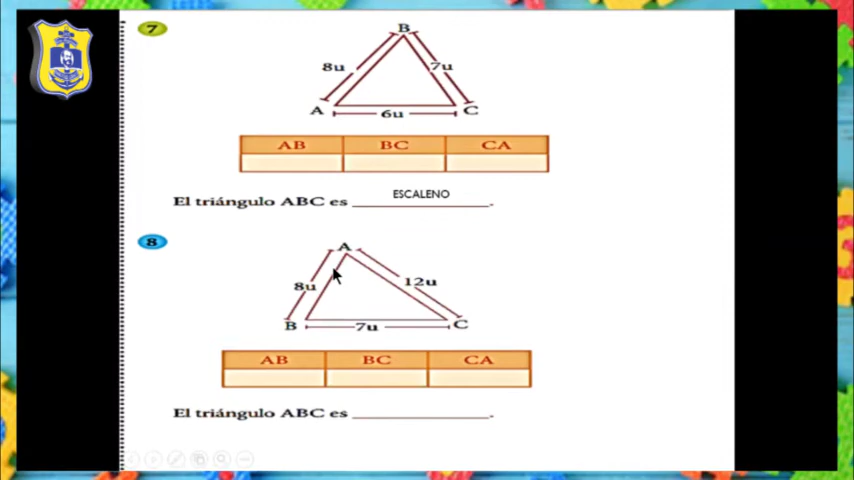 7
B
8u
7u
A
6u
C
AB BC CA
El triángulo ABC es ESCALENO.
8
A
8u
12u
B
7u
C
AB BC CA
El triángulo ABC es ____________.